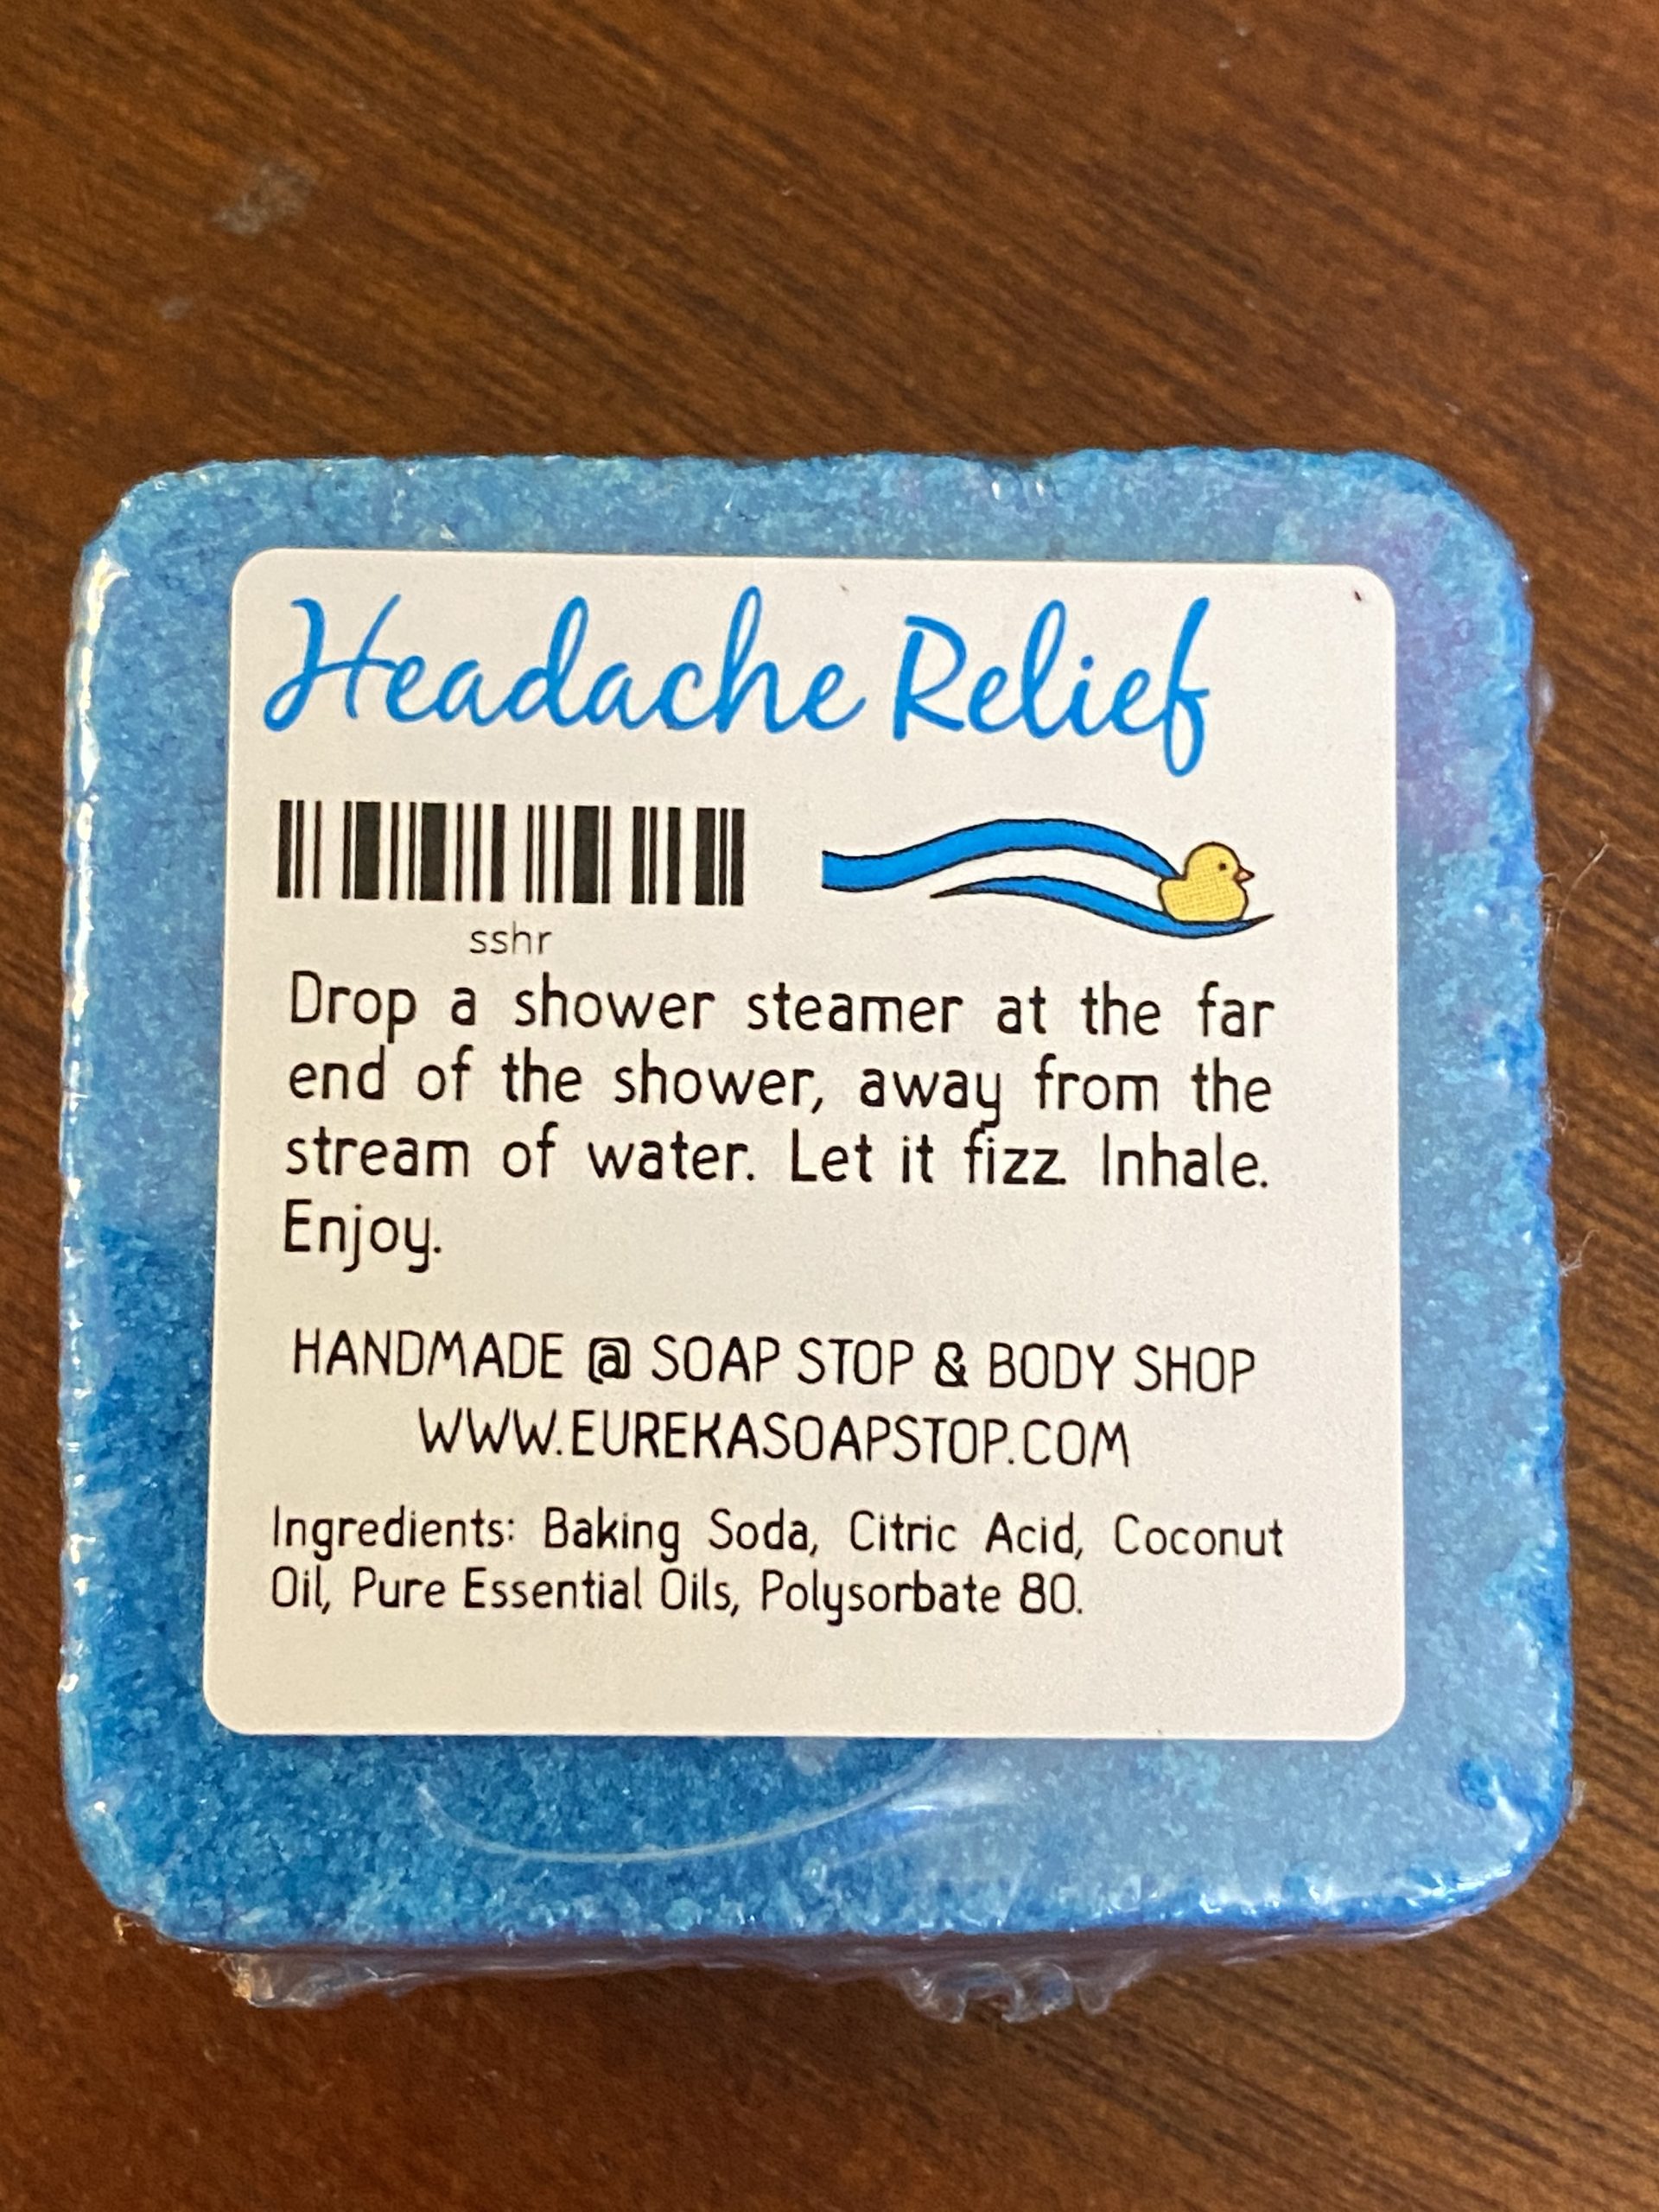 Headache Relief
sshr
Drop a shower steamer at the far
end of the shower, away from the
stream of water. Let it fizz. Inhale.
Enjoy.
HANDMADE @ SOAP STOP & BODY SHOP
WWW.EUREKASOAPSTOP.COM
Ingredients: Baking Soda, Citric Acid, Coconut
Oil, Pure Essential Oils, Polysorbate 80.